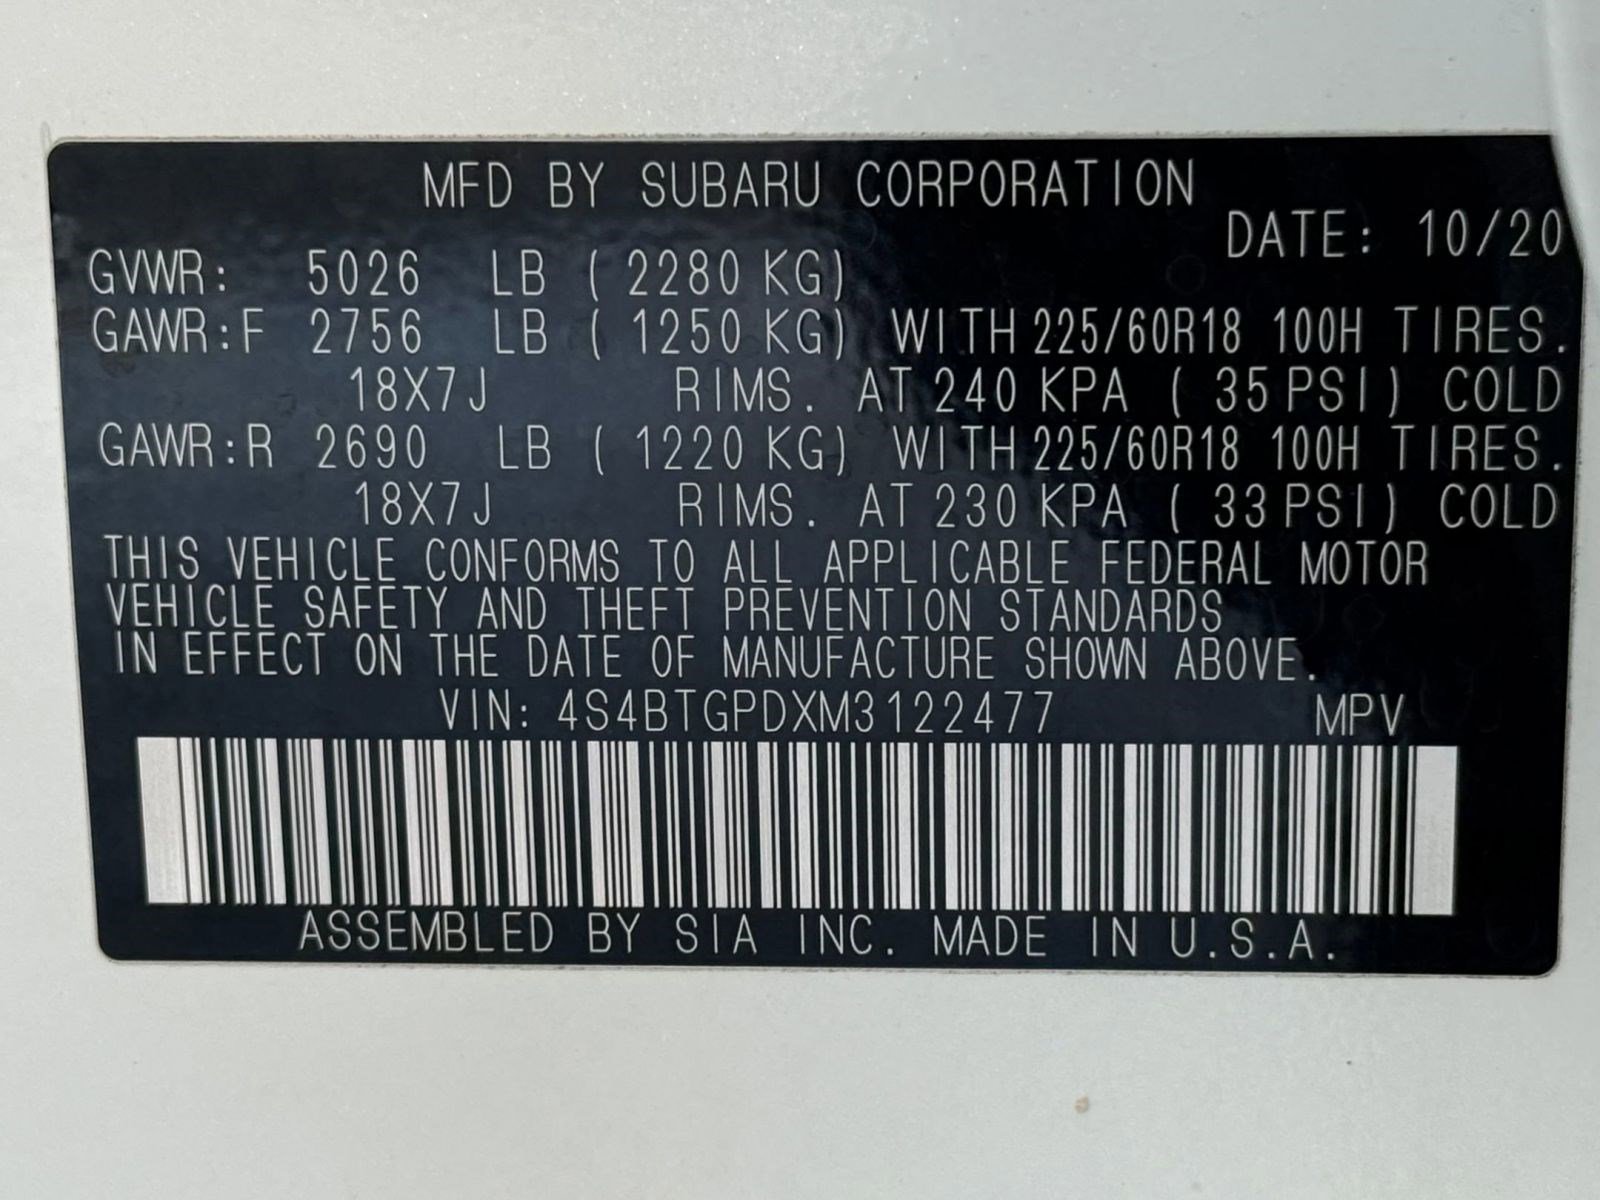 MFD BY SUBARU CORPORATION
DATE: 10/20
GVWR: 5026 LB ( 2280 KG)
GAWR:F 2756 LB ( 1250 KG) WITH 225/60R18 100H TIRES.
18X7J RIMS. AT 240 KPA ( 35 PSI) COLD
GAWR:R 2690 LB ( 1220 KG) WITH 225/60R18 100H TIRES.
18X7J RIMS. AT 230 KPA ( 33 PSI) COLD
THIS VEHICLE CONFORMS TO ALL APPLICABLE FEDERAL MOTOR
VEHICLE SAFETY AND THEFT PREVENTION STANDARDS
IN EFFECT ON THE DATE OF MANUFACTURE SHOWN ABOVE.
VIN: 4S4BTGPDXM3122477 MPV
ASSEMBLED BY SIA INC. MADE IN U.S.A.